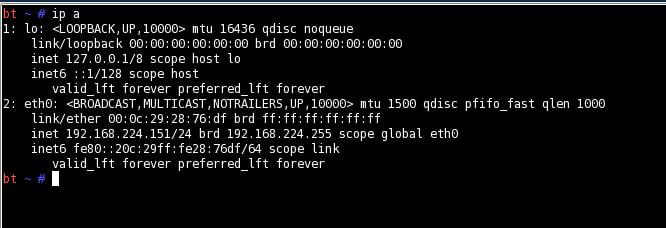 bt ~ # ip a
1: lo: <LOOPBACK,UP,10000> mtu 16436 qdisc noqueue
link/loopback 00:00:00:00:00:00 brd 00:00:00:00:00:00
inet 127.0.0.1/8 scope host lo
inet6 ::1/128 scope host
valid_lft forever preferred_lft forever
2: eth0: <BROADCAST,MULTICAST,NOTRAILERS,UP,10000> mtu 1500 qdisc pfifo_fast qlen 1000
link/ether 00:0c:29:28:76:df brd ff:ff:ff:ff:ff:ff
inet 192.168.224.151/24 brd 192.168.224.255 scope global eth0
inet6 fe80::20c:29ff:fe28:76df/64 scope link
valid_lft forever preferred_lft forever
bt ~ #